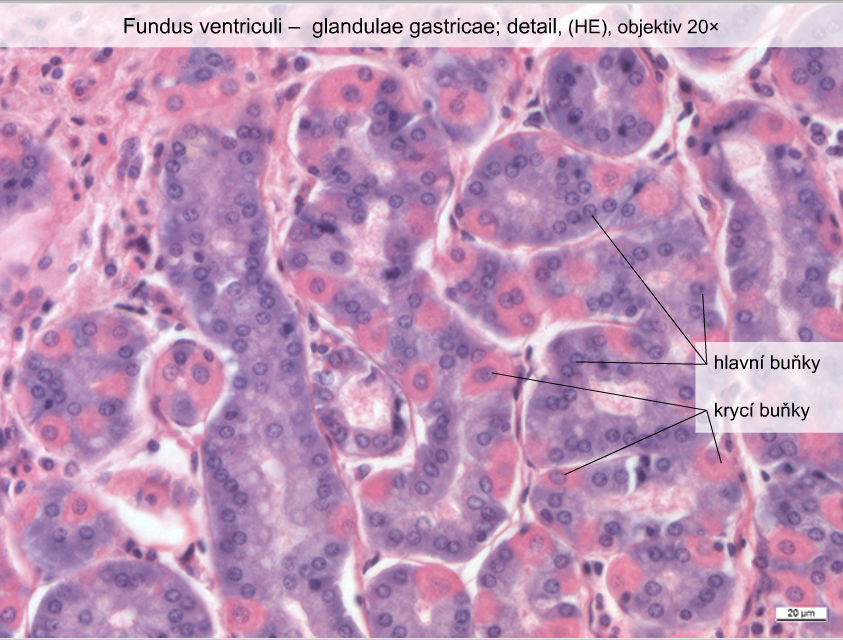 Fundus ventriculi – glandulae gastricae; detail, (HE), objektiv 20×
hlavní buňky
krycí buňky
20 µm